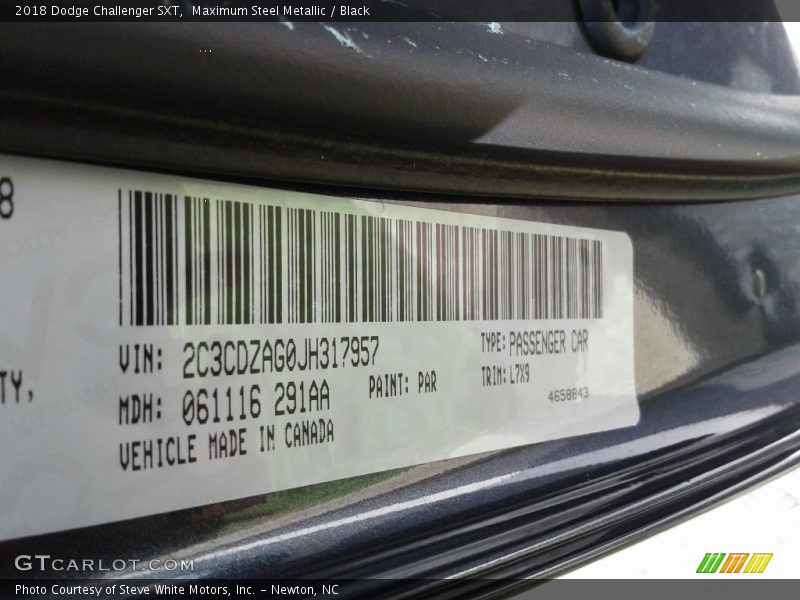 2018 Dodge Challenger SXT, Maximum Steel Metallic / Black
8
TY,
VIN: 2C3CDZAG0JH317957
TYPE: PASSENGER CAR
MDH: 061116 291AA
PAINT: PAR
TRIM: L7X9
4658843
VEHICLE MADE IN CANADA
GTCARLOT.COM
Photo Courtesy of Steve White Motors, Inc. – Newton, NC